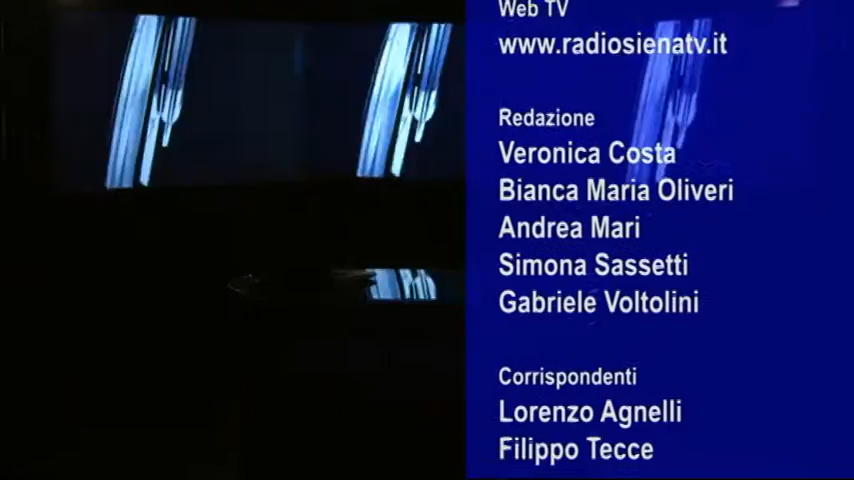 Web TV
www.radiosienatv.it
Redazione
Veronica Costa
Bianca Maria Oliveri
Andrea Mari
Simona Sassetti
Gabriele Voltolini
Corrispondenti
Lorenzo Agnelli
Filippo Tecce